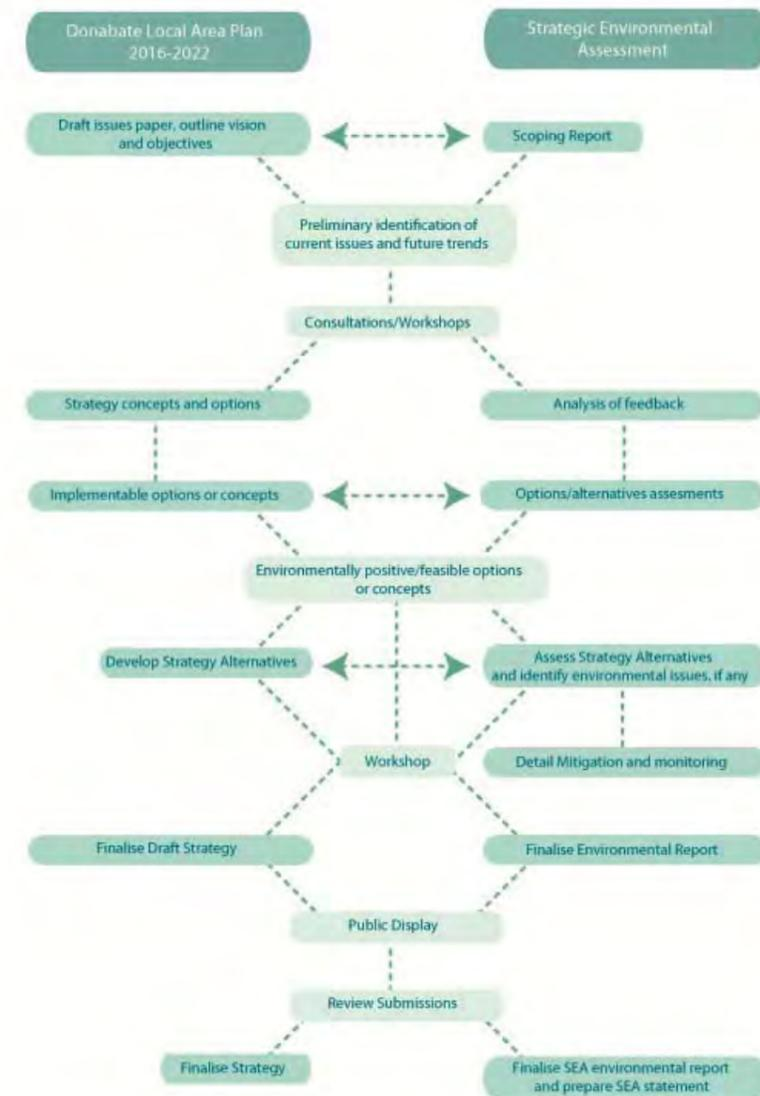 Donabate Local Area Plan
2016-2022
Strategic Environmental
Assessment
Draft issues paper, outline vision
and objectives
Scoping Report
Preliminary identification of
current issues and future trends
Consultations/Workshops
Strategy concepts and options
Analysis of feedback
Implementable options or concepts
Options/alternatives assesments
Environmentally positive/feasible options
or concepts
Develop Strategy Alternatives
Assess Strategy Alternatives
and identify environmental issues, if any
Workshop
Detail Mitigation and monitoring
Finalise Draft Strategy
Finalise Environmental Report
Public Display
Review Submissions
Finalise Strategy
Finalise SEA environmental report
and prepare SEA statement